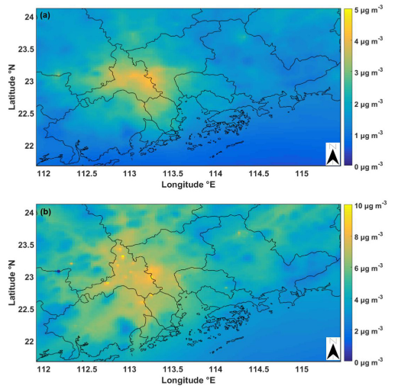 (a)
24
23.5
23
22.5
22
Latitude °N
112
112.5
113
113.5
114
114.5
115
Longitude °E
5 µg m-3
4 µg m-3
3 µg m-3
2 µg m-3
1 µg m-3
0 µg m-3
(b)
24
23.5
23
22.5
22
Latitude °N
112
112.5
113
113.5
114
114.5
115
Longitude °E
10 µg m-3
8 µg m-3
6 µg m-3
4 µg m-3
2 µg m-3
0 µg m-3